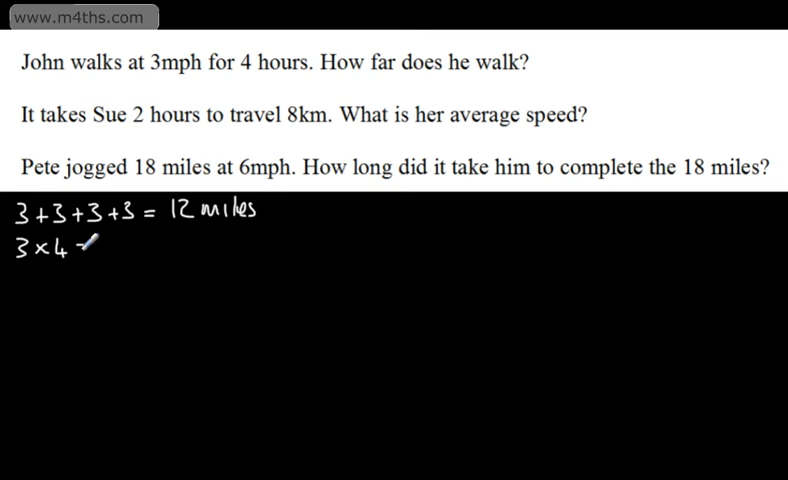 www.m4ths.com
John walks at 3mph for 4 hours. How far does he walk?
It takes Sue 2 hours to travel 8km. What is her average speed?
Pete jogged 18 miles at 6mph. How long did it take him to complete the 18 miles?
3+3+3+3 = 12 miles
3×4 =